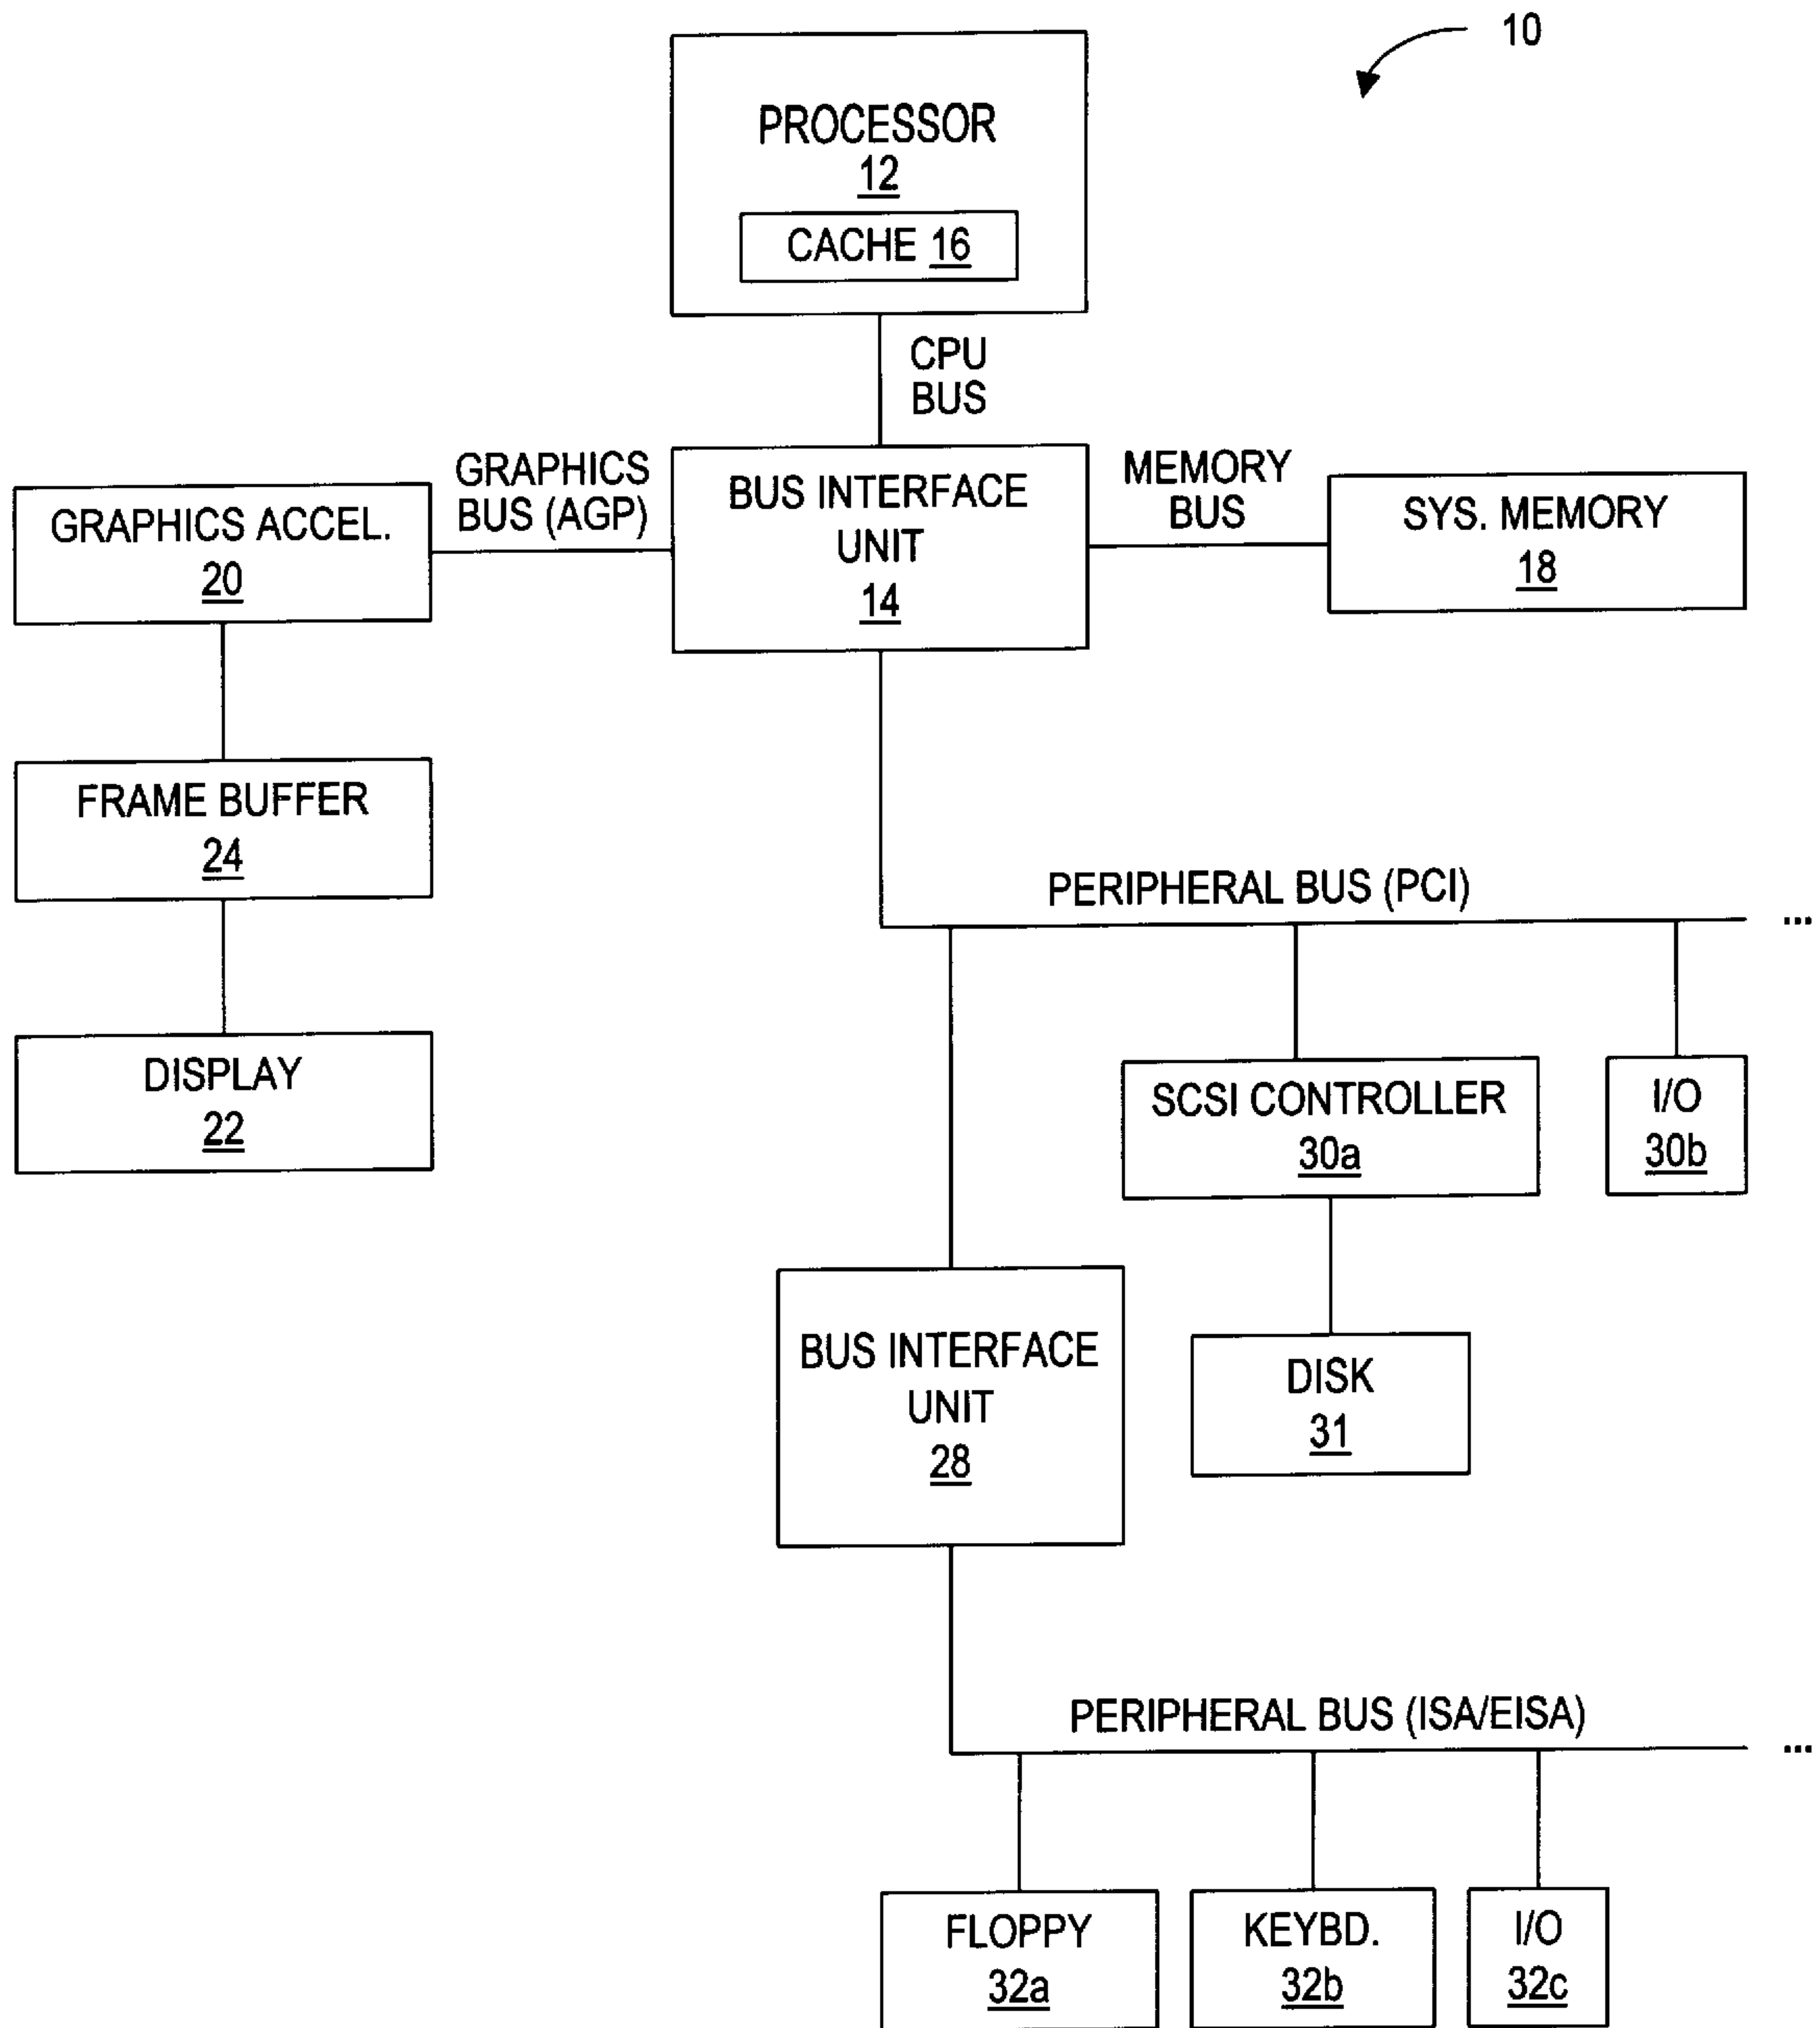 10
PROCESSOR
12
CACHE 16
CPU
BUS
GRAPHICS
BUS (AGP)
MEMORY
BUS
GRAPHICS ACCEL.
20
BUS INTERFACE
UNIT
14
SYS. MEMORY
18
FRAME BUFFER
24
PERIPHERAL BUS (PCI)
...
DISPLAY
22
SCSI CONTROLLER
30a
I/O
30b
BUS INTERFACE
UNIT
28
DISK
31
PERIPHERAL BUS (ISA/EISA)
...
FLOPPY
32a
KEYBD.
32b
I/O
32c